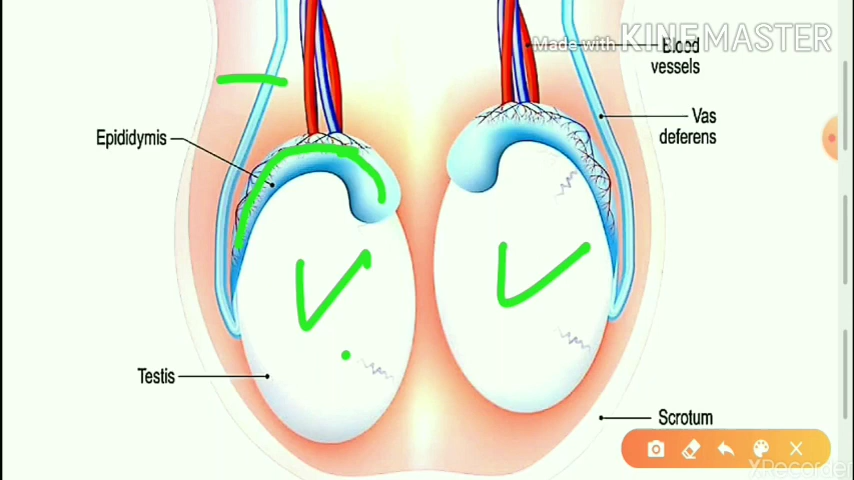 Made with KINEMASTER
Blood
vessels
Vas
deferens
Epididymis
Testis
Scrotum
XRecorder